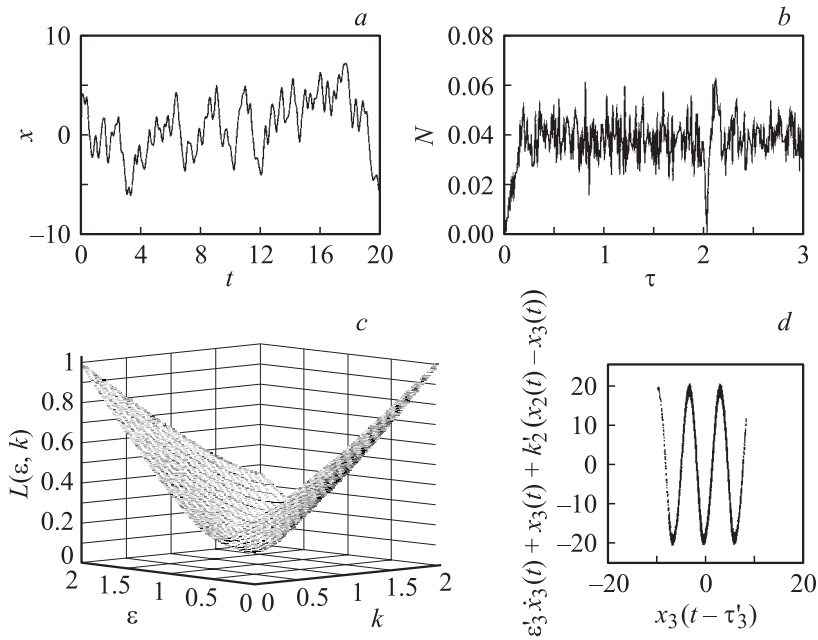 a
10
0
−10
x
0 4 8 12 16 20
t
b
0.08
0.06
0.04
0.02
0.00
N
0 1 2 3
τ
c
1
0.8
0.6
0.4
0.2
0
L(ε, k)
2 1.5 1 0.5 0
ε
0 0.5 1 1.5 2
k
d
20
10
0
−10
−20
ε′₃ẋ₃(t) + x₃(t) + k′₂(x₂(t) − x₃(t))
−20 0 20
x₃(t − τ′₃)